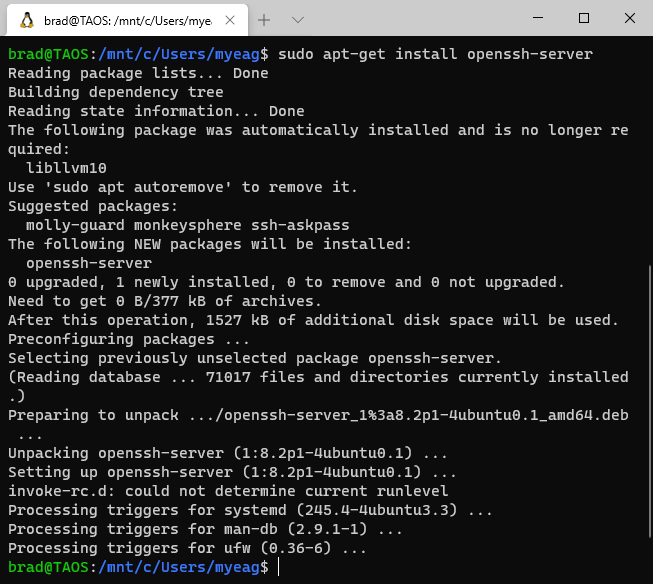 brad@TAOS: /mnt/c/Users/myea
brad@TAOS:/mnt/c/Users/myeag$ sudo apt-get install openssh-server
Reading package lists... Done
Building dependency tree
Reading state information... Done
The following package was automatically installed and is no longer re
quired:
  libllvm10
Use 'sudo apt autoremove' to remove it.
Suggested packages:
  molly-guard monkeysphere ssh-askpass
The following NEW packages will be installed:
  openssh-server
0 upgraded, 1 newly installed, 0 to remove and 0 not upgraded.
Need to get 0 B/377 kB of archives.
After this operation, 1527 kB of additional disk space will be used.
Preconfiguring packages ...
Selecting previously unselected package openssh-server.
(Reading database ... 71017 files and directories currently installed
.)
Preparing to unpack .../openssh-server_1%3a8.2p1-4ubuntu0.1_amd64.deb
 ...
Unpacking openssh-server (1:8.2p1-4ubuntu0.1) ...
Setting up openssh-server (1:8.2p1-4ubuntu0.1) ...
invoke-rc.d: could not determine current runlevel
Processing triggers for systemd (245.4-4ubuntu3.3) ...
Processing triggers for man-db (2.9.1-1) ...
Processing triggers for ufw (0.36-6) ...
brad@TAOS:/mnt/c/Users/myeag$